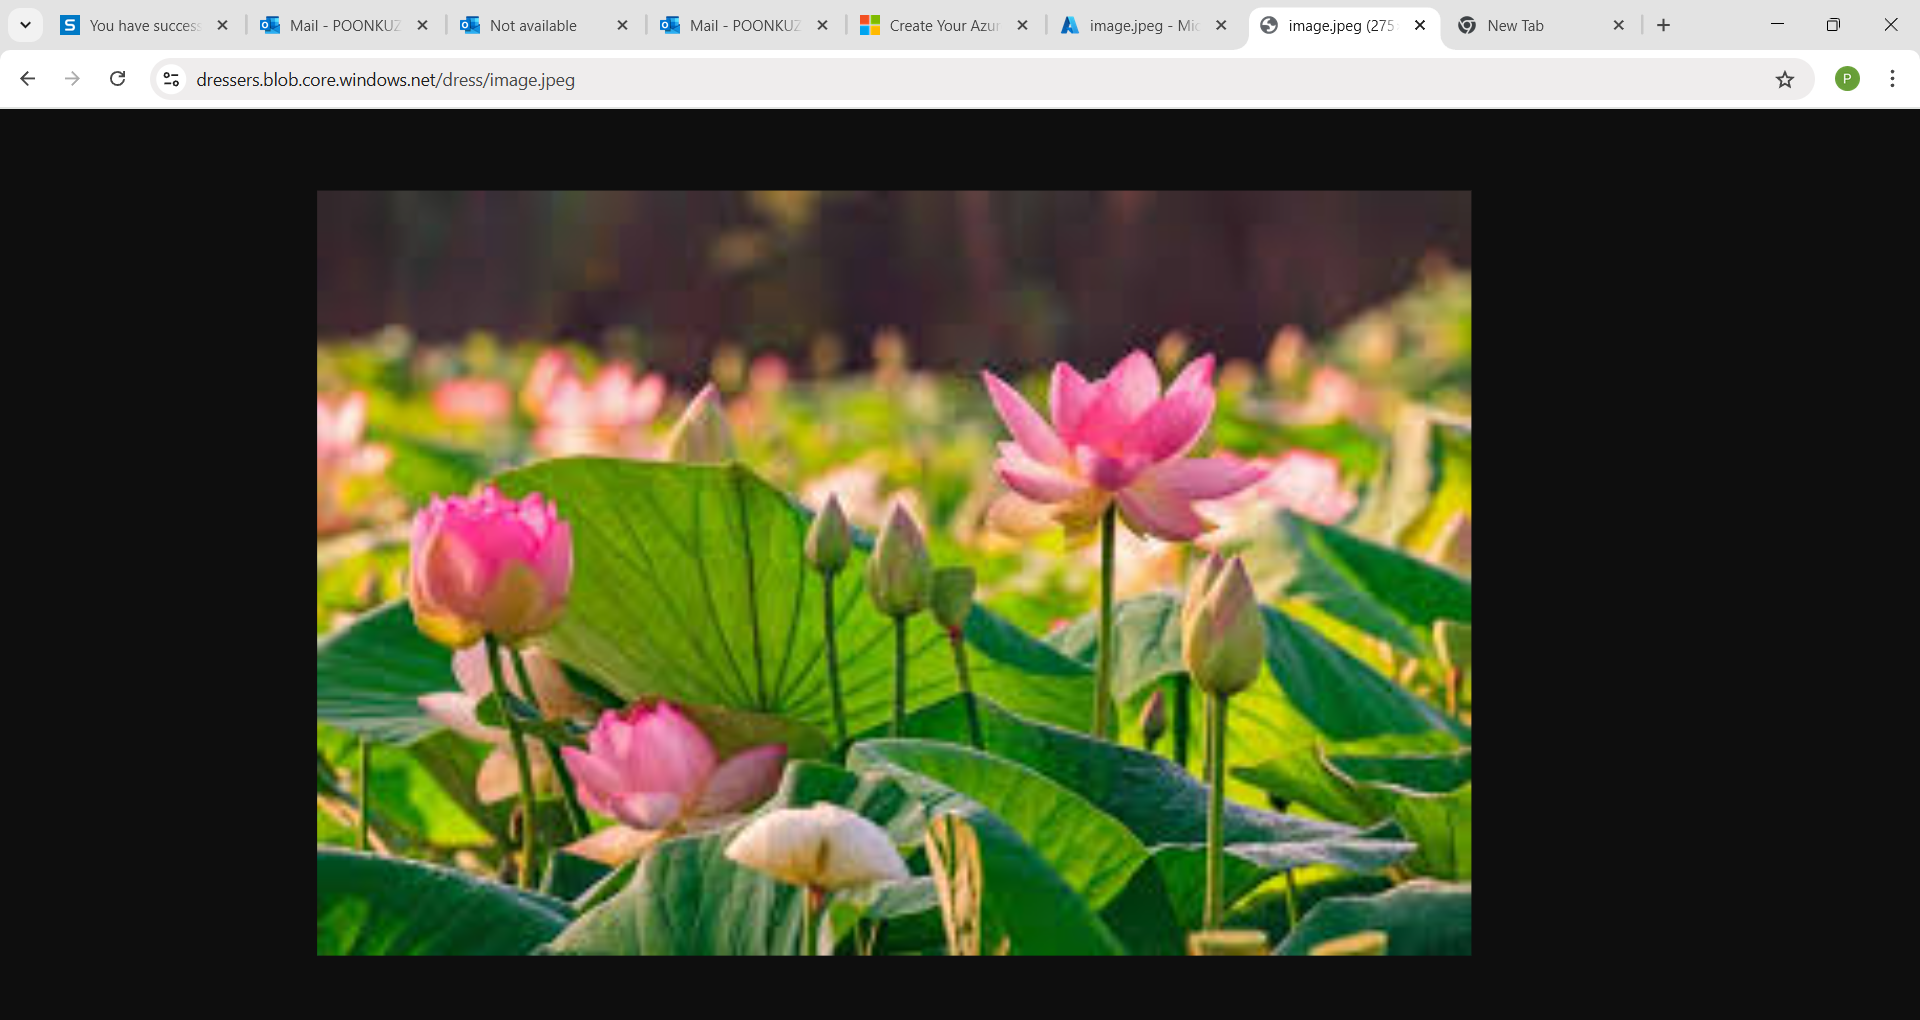 You have success
Mail - POONKUZ
Not available
Mail - POONKUZ
Create Your Azur
image.jpeg - Mic
image.jpeg (275
New Tab
dressers.blob.core.windows.net/dress/image.jpeg
P